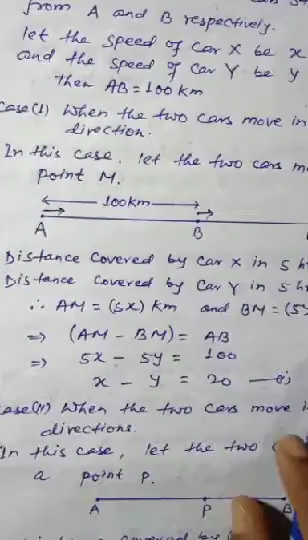 from A and B respectively.
let the speed of car X be x
and the speed of car Y be y
then AB = 100 km
Case (I) When the two cars move in
direction.
In this case, let the two cars
point M.
100km
A B
Distance covered by car X in 5
Distance covered by car Y in 5
∴ AM = (5x) km and BM = (5
=> (AM - BM) = AB
=> 5x - 5y = 100
x - y = 20
Case (II) When the two cars move
directions.
In this case, let the two
a point P.
A P B